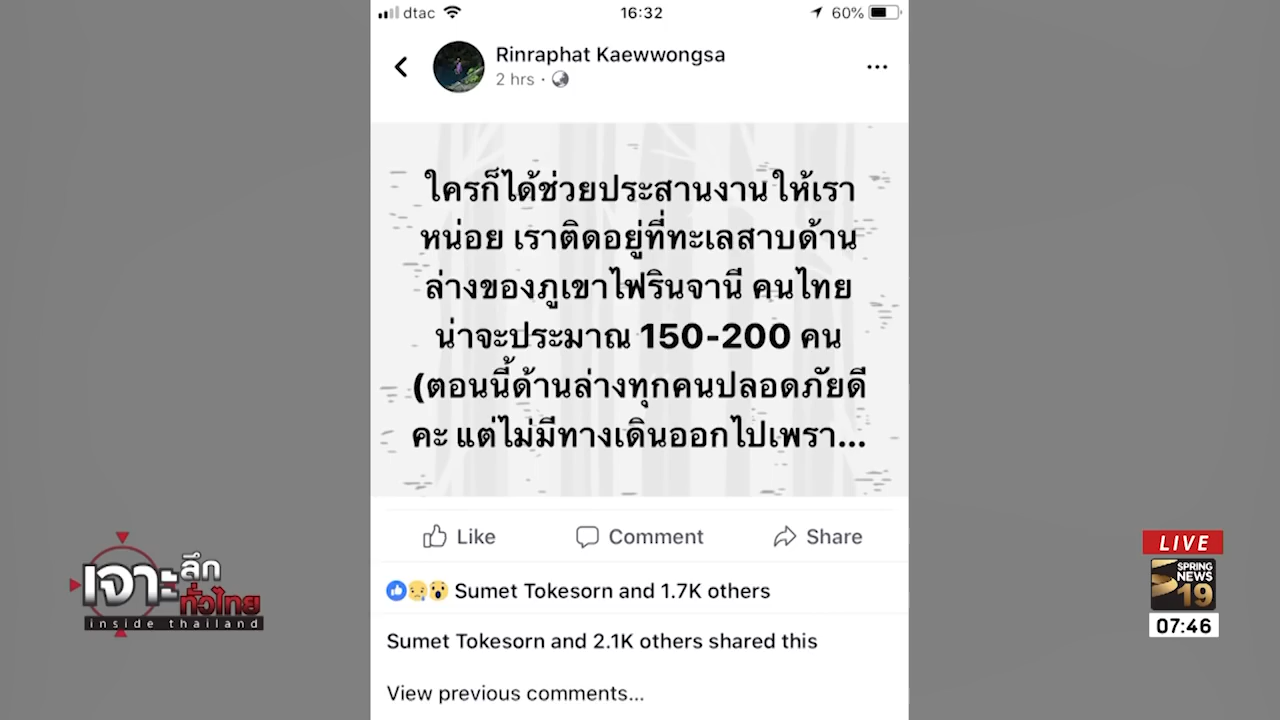 dtac
16:32
60%
Rinraphat Kaewwongsa
2 hrs ·
ใครก็ได้ช่วยประสานงานให้เรา
หน่อย เราติดอยู่ที่ทะเลสาบด้าน
ล่างของภูเขาไฟรินจานี คนไทย
น่าจะประมาณ 150-200 คน
(ตอนนี้ด้านล่างทุกคนปลอดภัยดี
คะ แต่ไม่มีทางเดินออกไปเพรา...
Like
Comment
Share
Sumet Tokesorn and 1.7K others
Sumet Tokesorn and 2.1K others shared this
View previous comments...
เจาะลึก
ทั่วไทย
inside thailand
LIVE
SPRING
NEWS
19
07:46